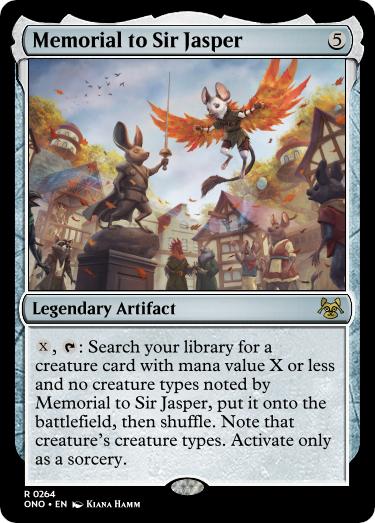 Memorial to Sir Jasper 5
Legendary Artifact
X, T: Search your library for a
creature card with mana value X or less
and no creature types noted by
Memorial to Sir Jasper, put it onto the
battlefield, then shuffle. Note that
creature's creature types. Activate only
as a sorcery.
R 0264
ONO • EN Kiana Hamm